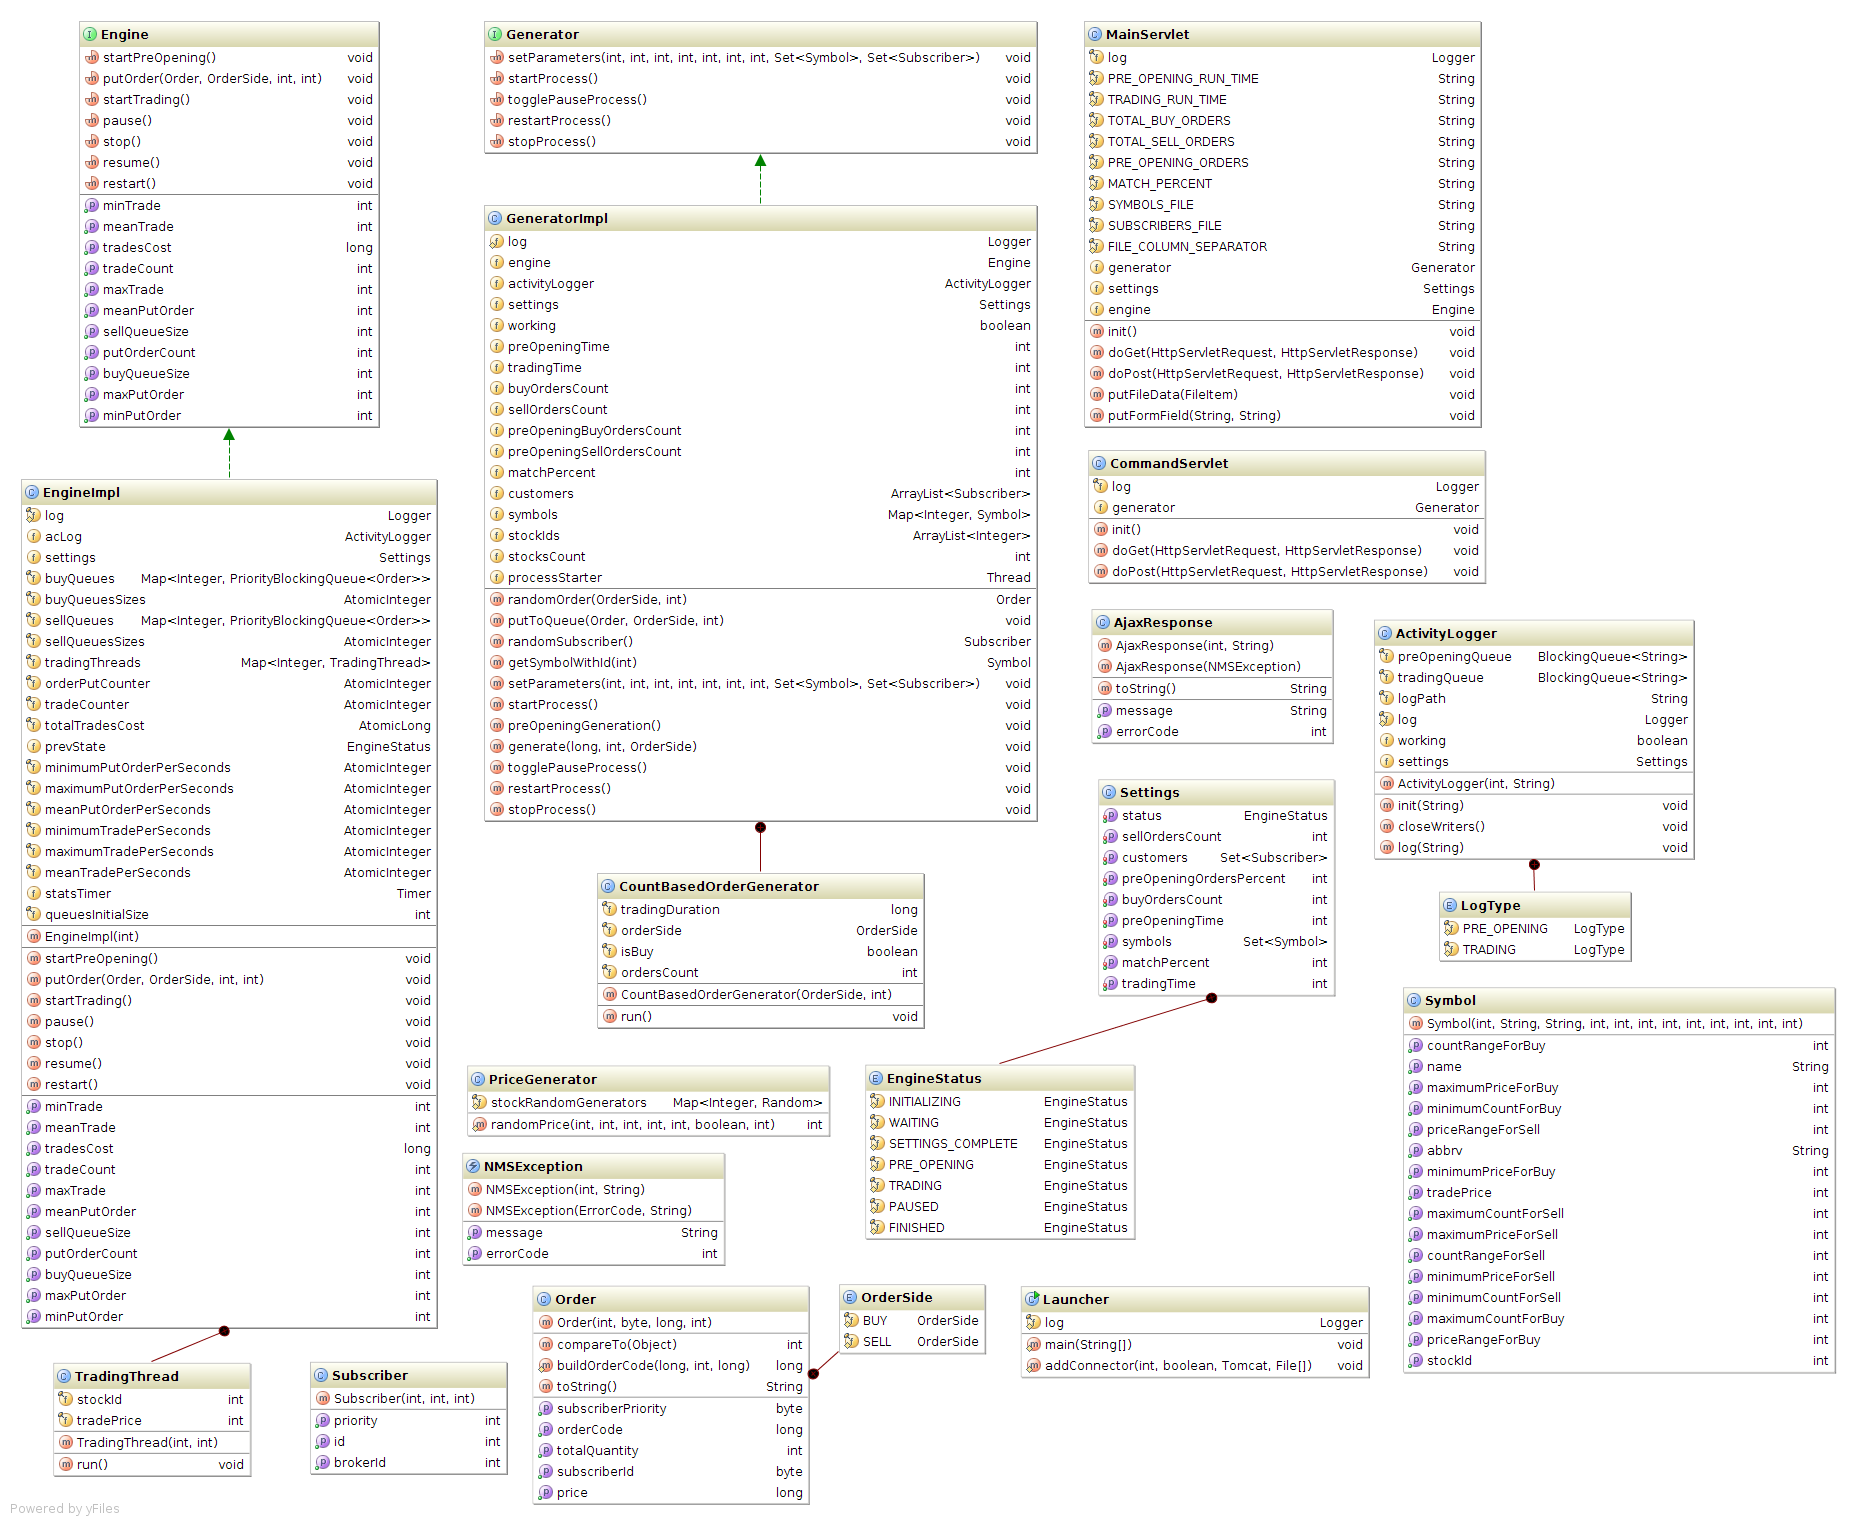 Engine
startPreOpening() void
putOrder(Order, OrderSide, int, int) void
startTrading() void
pause() void
stop() void
resume() void
restart() void
minTrade int
meanTrade int
tradesCost long
tradeCount int
maxTrade int
meanPutOrder int
sellQueueSize int
putOrderCount int
buyQueueSize int
maxPutOrder int
minPutOrder int
EngineImpl
log Logger
acLog ActivityLogger
settings Settings
buyQueues Map<Integer, PriorityBlockingQueue<Order>>
buyQueuesSizes AtomicInteger
sellQueues Map<Integer, PriorityBlockingQueue<Order>>
sellQueuesSizes AtomicInteger
tradingThreads Map<Integer, TradingThread>
orderPutCounter AtomicInteger
tradeCounter AtomicInteger
totalTradesCost AtomicLong
prevState EngineStatus
minimumPutOrderPerSeconds AtomicInteger
maximumPutOrderPerSeconds AtomicInteger
meanPutOrderPerSeconds AtomicInteger
minimumTradePerSeconds AtomicInteger
maximumTradePerSeconds AtomicInteger
meanTradePerSeconds AtomicInteger
statsTimer Timer
queuesInitialSize int
EngineImpl(int)
startPreOpening() void
putOrder(Order, OrderSide, int, int) void
startTrading() void
pause() void
stop() void
resume() void
restart() void
minTrade int
meanTrade int
tradesCost long
tradeCount int
maxTrade int
meanPutOrder int
sellQueueSize int
putOrderCount int
buyQueueSize int
maxPutOrder int
minPutOrder int
TradingThread
stockId int
tradePrice int
TradingThread(int, int)
run() void
Subscriber
Subscriber(int, int, int)
priority int
id int
brokerId int
Generator
setParameters(int, int, int, int, int, int, int, Set<Symbol>, Set<Subscriber>) void
startProcess() void
togglePauseProcess() void
restartProcess() void
stopProcess() void
GeneratorImpl
log Logger
engine Engine
activityLogger ActivityLogger
settings Settings
working boolean
preOpeningTime int
tradingTime int
buyOrdersCount int
sellOrdersCount int
preOpeningBuyOrdersCount int
preOpeningSellOrdersCount int
matchPercent int
customers ArrayList<Subscriber>
symbols Map<Integer, Symbol>
stockIds ArrayList<Integer>
stocksCount int
processStarter Thread
randomOrder(OrderSide, int) Order
putToQueue(Order, OrderSide, int) void
randomSubscriber() Subscriber
getSymbolWithId(int) Symbol
setParameters(int, int, int, int, int, int, int, Set<Symbol>, Set<Subscriber>) void
startProcess() void
preOpeningGeneration() void
generate(long, int, OrderSide) void
togglePauseProcess() void
restartProcess() void
stopProcess() void
CountBasedOrderGenerator
tradingDuration long
orderSide OrderSide
isBuy boolean
ordersCount int
CountBasedOrderGenerator(OrderSide, int)
run() void
PriceGenerator
stockRandomGenerators Map<Integer, Random>
randomPrice(int, int, int, int, int, boolean, int) int
NMSException
NMSException(int, String)
NMSException(ErrorCode, String)
message String
errorCode int
Order
Order(int, byte, long, int)
compareTo(Object) int
buildOrderCode(long, int, long) long
toString() String
subscriberPriority byte
orderCode long
totalQuantity int
subscriberId byte
price long
OrderSide
BUY OrderSide
SELL OrderSide
EngineStatus
INITIALIZING EngineStatus
WAITING EngineStatus
SETTINGS_COMPLETE EngineStatus
PRE_OPENING EngineStatus
TRADING EngineStatus
PAUSED EngineStatus
FINISHED EngineStatus
MainServlet
log Logger
PRE_OPENING_RUN_TIME String
TRADING_RUN_TIME String
TOTAL_BUY_ORDERS String
TOTAL_SELL_ORDERS String
PRE_OPENING_ORDERS String
MATCH_PERCENT String
SYMBOLS_FILE String
SUBSCRIBERS_FILE String
FILE_COLUMN_SEPARATOR String
generator Generator
settings Settings
engine Engine
init() void
doGet(HttpServletRequest, HttpServletResponse) void
doPost(HttpServletRequest, HttpServletResponse) void
putFileData(FileItem) void
putFormField(String, String) void
CommandServlet
log Logger
generator Generator
init() void
doGet(HttpServletRequest, HttpServletResponse) void
doPost(HttpServletRequest, HttpServletResponse) void
AjaxResponse
AjaxResponse(int, String)
AjaxResponse(NMSException)
toString() String
message String
errorCode int
Settings
status EngineStatus
sellOrdersCount int
customers Set<Subscriber>
preOpeningOrdersPercent int
buyOrdersCount int
preOpeningTime int
symbols Set<Symbol>
matchPercent int
tradingTime int
ActivityLogger
preOpeningQueue BlockingQueue<String>
tradingQueue BlockingQueue<String>
logPath String
log Logger
working boolean
settings Settings
ActivityLogger(int, String)
init(String) void
closeWriters() void
log(String) void
LogType
PRE_OPENING LogType
TRADING LogType
Symbol
Symbol(int, String, String, int, int, int, int, int, int, int, int, int)
countRangeForBuy int
name String
maximumPriceForBuy int
minimumCountForBuy int
priceRangeForSell int
abbrv String
minimumPriceForBuy int
tradePrice int
maximumCountForSell int
maximumPriceForSell int
countRangeForSell int
minimumPriceForSell int
minimumCountForSell int
maximumCountForBuy int
priceRangeForBuy int
stockId int
Launcher
log Logger
main(String[]) void
addConnector(int, boolean, Tomcat, File[]) void
Powered by yFiles